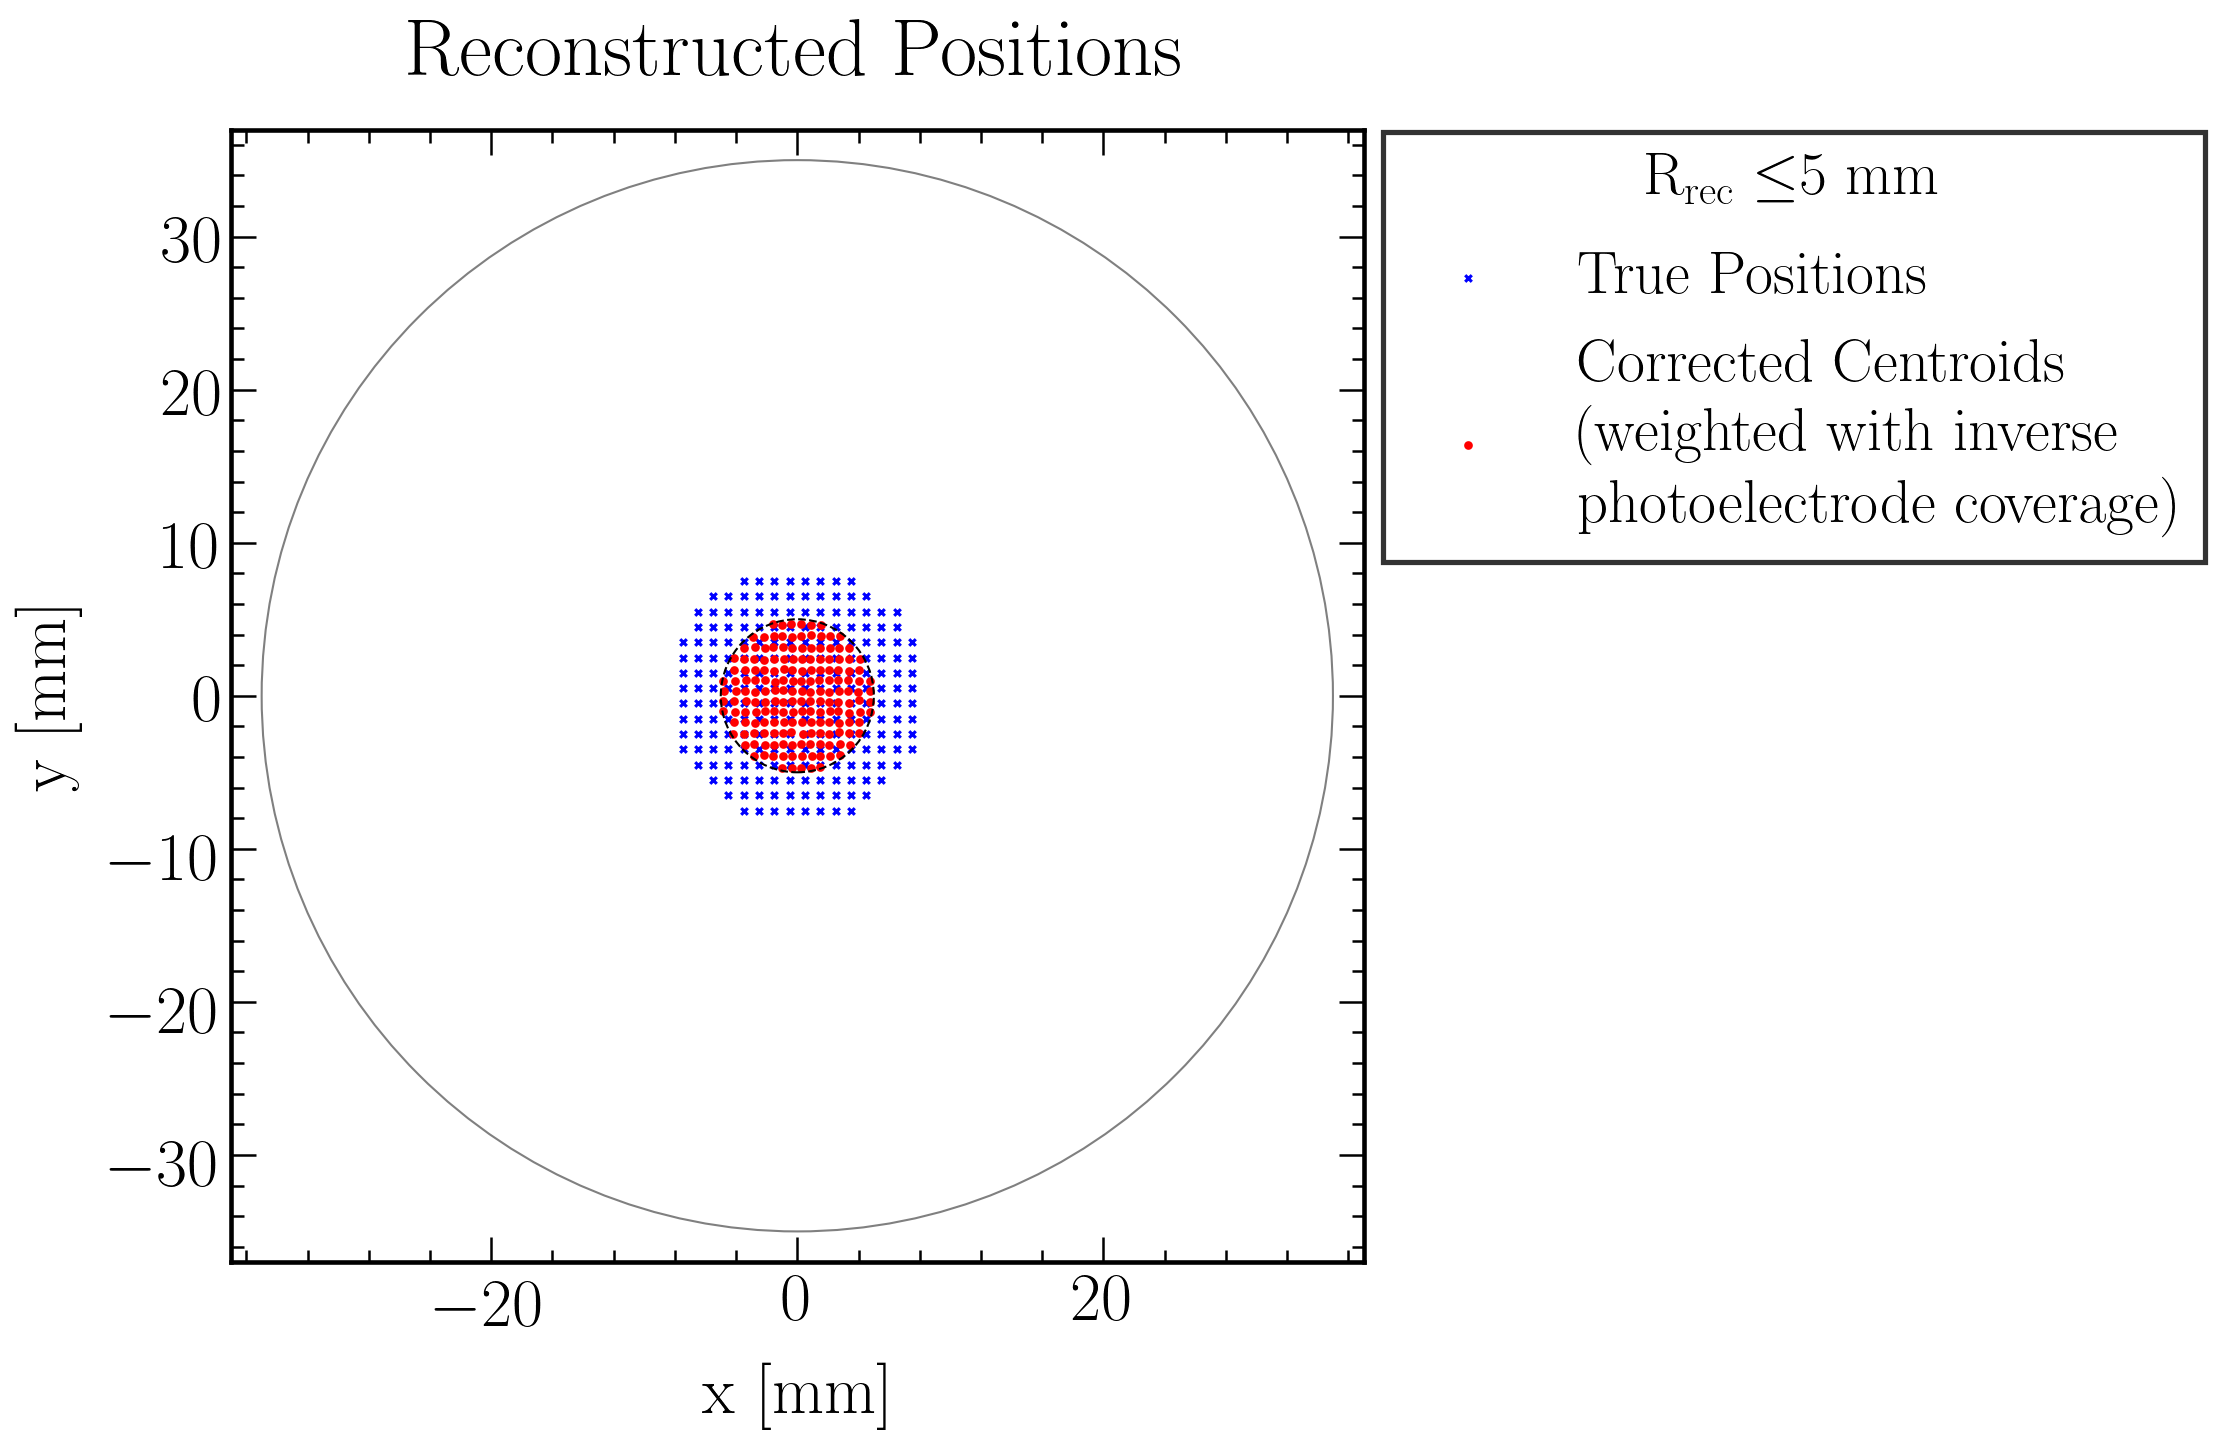 Reconstructed Positions
R_rec ≤5 mm
True Positions
Corrected Centroids
(weighted with inverse
photoelectrode coverage)
30
20
10
0
−10
−20
−30
y [mm]
−20
0
20
x [mm]